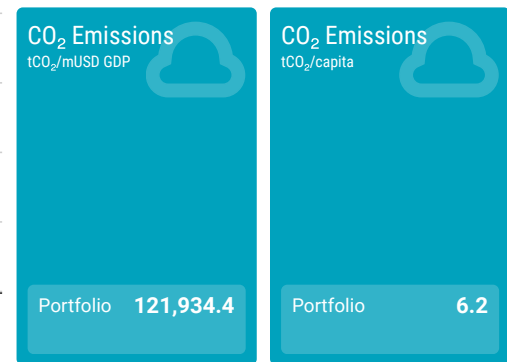 CO₂ Emissions
tCO₂/mUSD GDP
Portfolio 121,934.4
CO₂ Emissions
tCO₂/capita
Portfolio 6.2